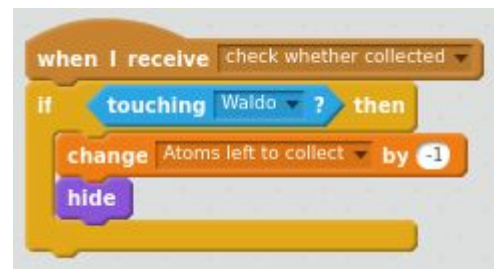 when I receive check whether collected
if touching Waldo ? then
change Atoms left to collect by -1
hide